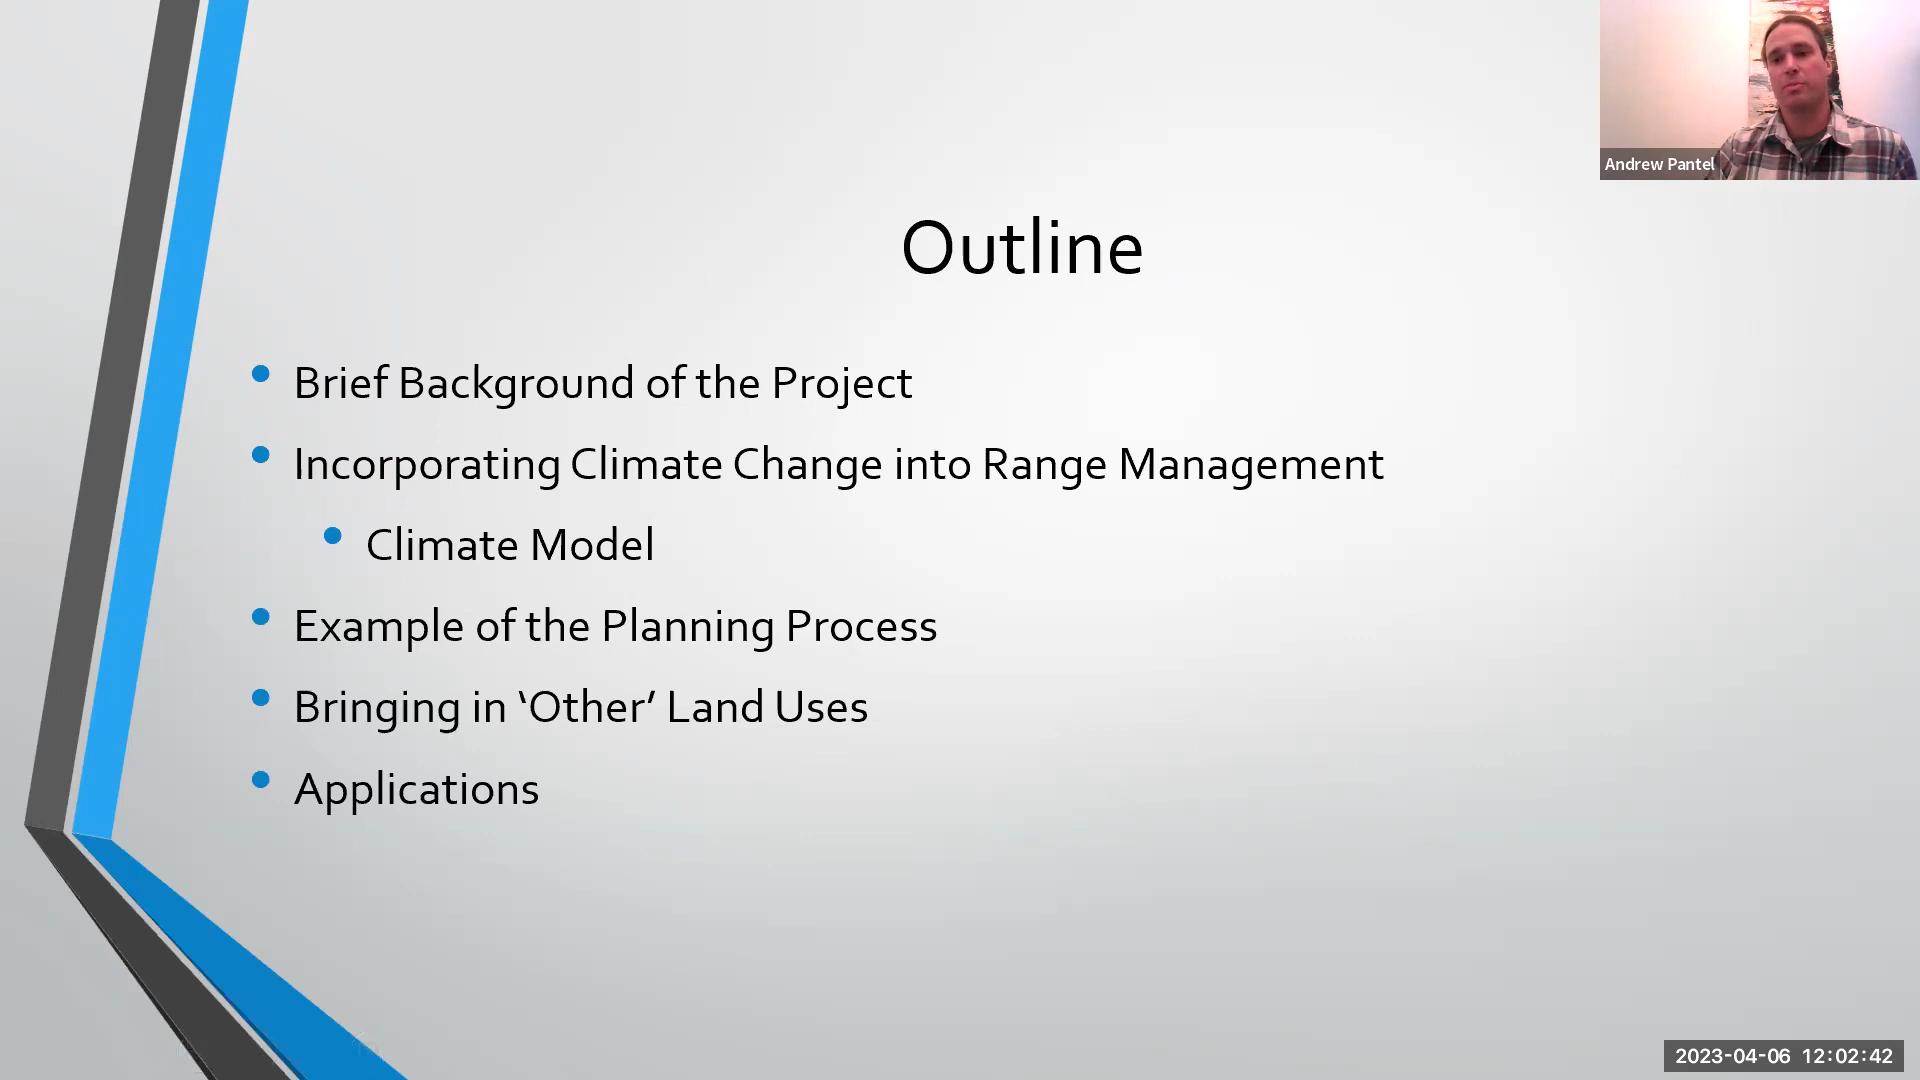 Andrew Pantel
Outline
• Brief Background of the Project
• Incorporating Climate Change into Range Management
• Climate Model
• Example of the Planning Process
• Bringing in ‘Other’ Land Uses
• Applications
2023-04-06 12:02:42